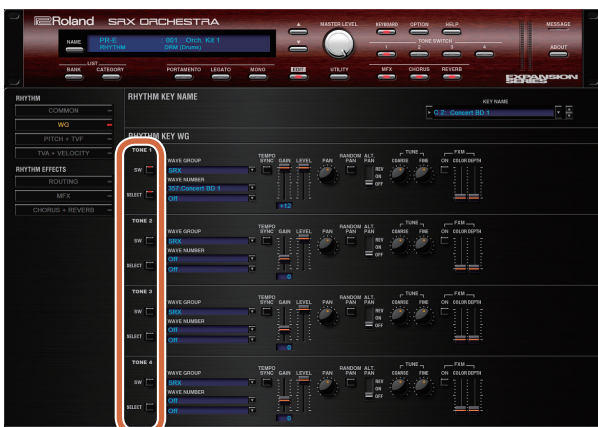 Roland SRX ORCHESTRA
MASTER LEVEL
KEYBOARD OPTION HELP
MESSAGE
NAME
PR-E 001 Orch. Kit 1
RHYTHM DRM (Drums)
TONE SWITCH
1 2 3 4
ABOUT
LIST
BANK CATEGORY PORTAMENTO LEGATO MONO EDIT UTILITY MFX CHORUS REVERB
EXPANSION
SERIES
RHYTHM
COMMON
WG
PITCH + TVF
TVA + VELOCITY
RHYTHM EFFECTS
ROUTING
MFX
CHORUS + REVERB
RHYTHM KEY NAME
KEY NAME
C 2: Concert BD 1
RHYTHM KEY WG
TONE 1
SW
SELECT
WAVE GROUP
SRX
WAVE NUMBER
357:Concert BD 1
Off
TEMPO SYNC GAIN LEVEL PAN RANDOM PAN ALT. PAN
REV
ON
OFF
+12
TUNE
COARSE FINE
FXM
ON COLOR DEPTH
TONE 2
SW
SELECT
WAVE GROUP
SRX
WAVE NUMBER
Off
Off
TEMPO SYNC GAIN LEVEL PAN RANDOM PAN ALT. PAN
REV
ON
OFF
0
TUNE
COARSE FINE
FXM
ON COLOR DEPTH
TONE 3
SW
SELECT
WAVE GROUP
SRX
WAVE NUMBER
Off
Off
TEMPO SYNC GAIN LEVEL PAN RANDOM PAN ALT. PAN
REV
ON
OFF
0
TUNE
COARSE FINE
FXM
ON COLOR DEPTH
TONE 4
SW
SELECT
WAVE GROUP
SRX
WAVE NUMBER
Off
Off
TEMPO SYNC GAIN LEVEL PAN RANDOM PAN ALT. PAN
REV
ON
OFF
0
TUNE
COARSE FINE
FXM
ON COLOR DEPTH